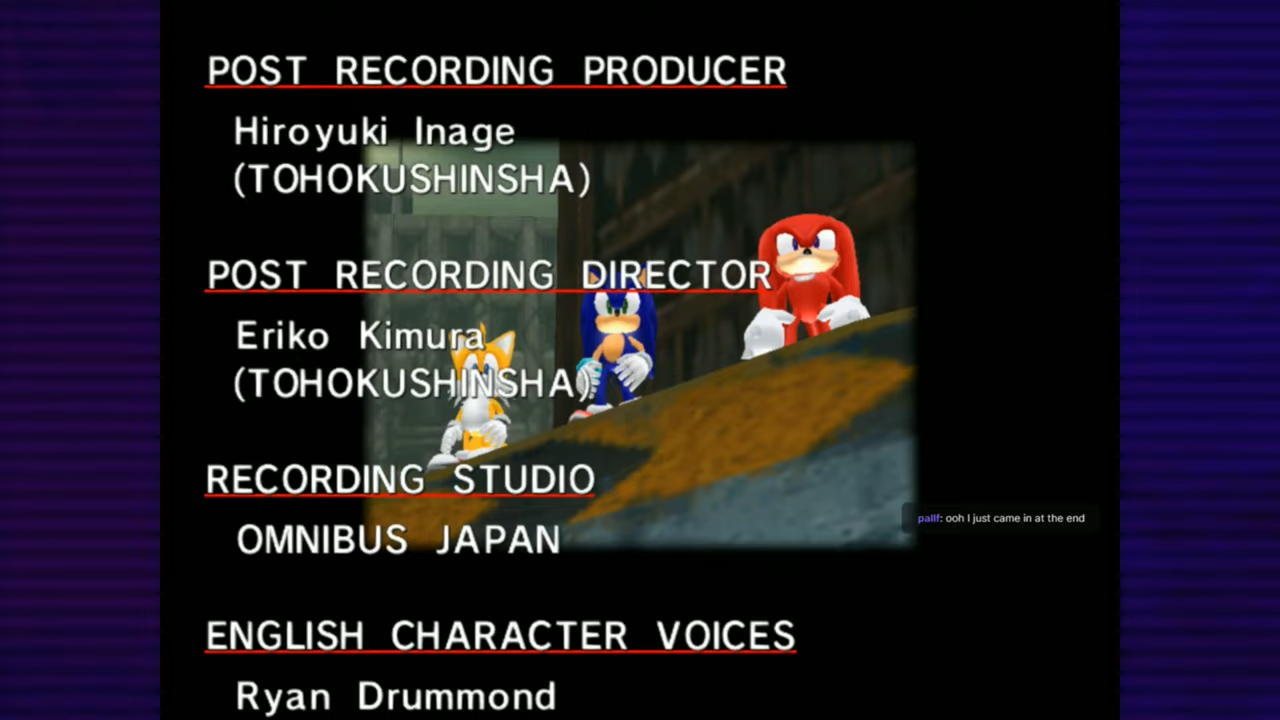 POST RECORDING PRODUCER
Hiroyuki Inage
(TOHOKUSHINSHA)
POST RECORDING DIRECTOR
Eriko Kimura
(TOHOKUSHINSHA)
RECORDING STUDIO
pallf: ooh I just came in at the end
OMNIBUS JAPAN
ENGLISH CHARACTER VOICES
Ryan Drummond